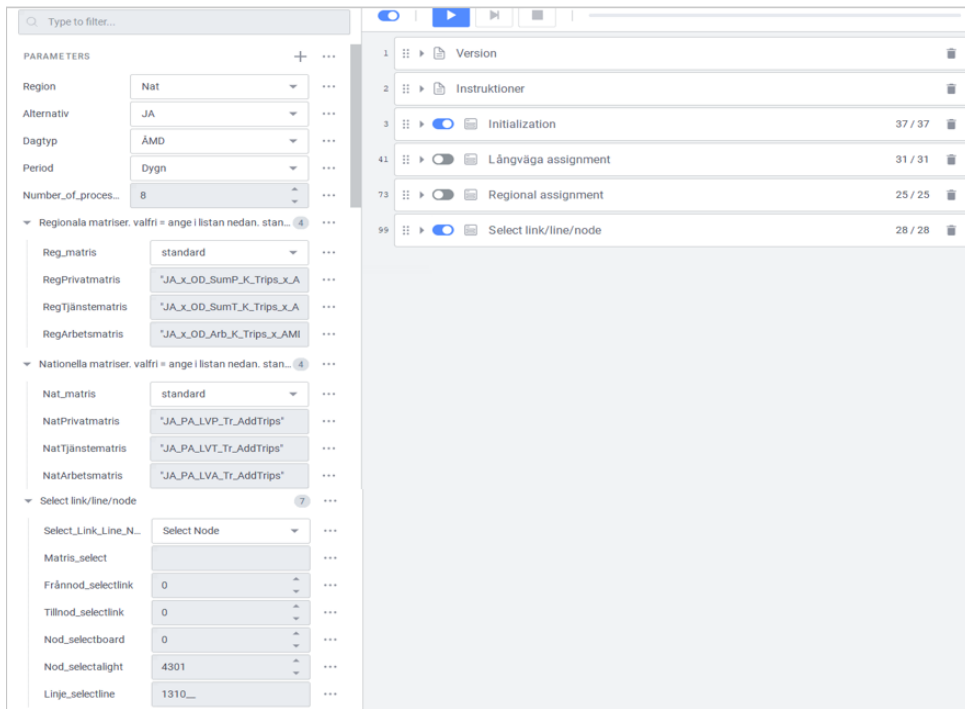 Type to filter...
PARAMETERS
Region Nat
Alternativ JA
Dagtyp ÅMD
Period Dygn
Number_of_proces... 8
Regionala matriser. valfri = ange i listan nedan. stan... 4
Reg_matris standard
RegPrivatmatris "JA_x_OD_SumP_K_Trips_x_A
RegTjänstematris "JA_x_OD_SumT_K_Trips_x_A
RegArbetsmatris "JA_x_OD_Arb_K_Trips_x_AMI
Nationella matriser. valfri = ange i listan nedan. stan... 4
Nat_matris standard
NatPrivatmatris "JA_PA_LVP_Tr_AddTrips"
NatTjänstematris "JA_PA_LVT_Tr_AddTrips"
NatArbetsmatris "JA_PA_LVA_Tr_AddTrips"
Select link/line/node 7
Select_Link_Line_N... Select Node
Matris_select
Frånnod_selectlink 0
Tillnod_selectlink 0
Nod_selectboard 0
Nod_selectalight 4301
Linje_selectline 1310__
1 Version
2 Instruktioner
3 Initialization 37 / 37
41 Långväga assignment 31 / 31
73 Regional assignment 25 / 25
99 Select link/line/node 28 / 28